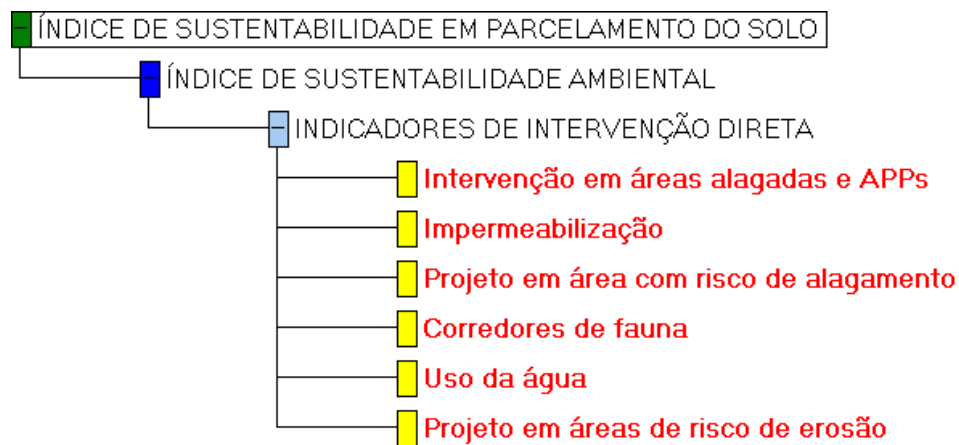 ÍNDICE DE SUSTENTABILIDADE EM PARCELAMENTO DO SOLO
ÍNDICE DE SUSTENTABILIDADE AMBIENTAL
INDICADORES DE INTERVENÇÃO DIRETA
Intervenção em áreas alagadas e APPs
Impermeabilização
Projeto em área com risco de alagamento
Corredores de fauna
Uso da água
Projeto em áreas de risco de erosão